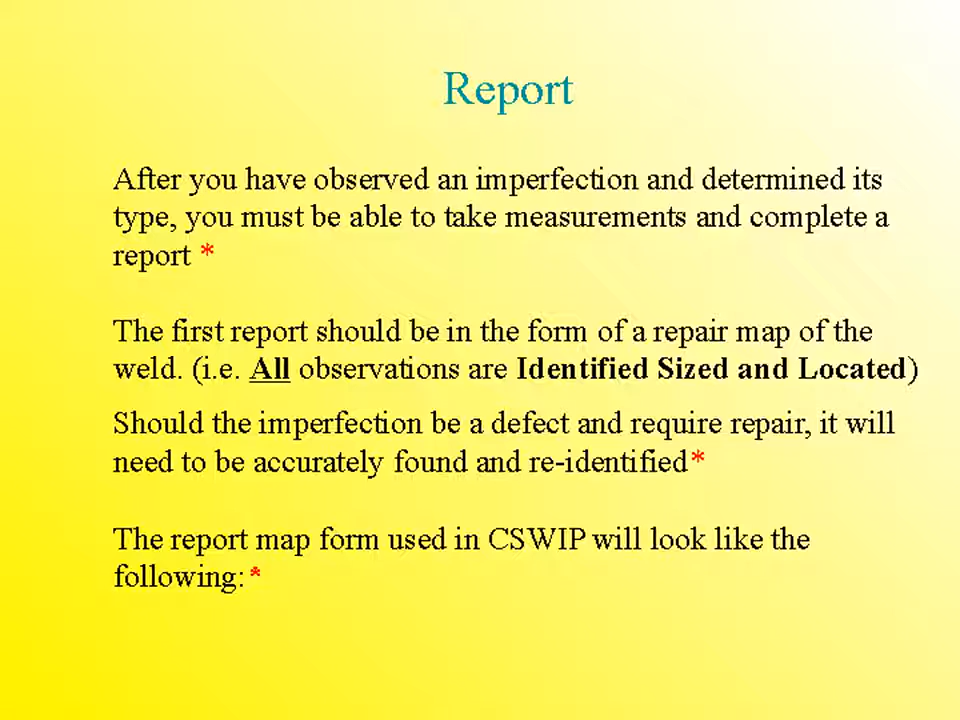 Report
After you have observed an imperfection and determined its
type, you must be able to take measurements and complete a
report *
The first report should be in the form of a repair map of the
weld. (i.e. All observations are Identified Sized and Located)
Should the imperfection be a defect and require repair, it will
need to be accurately found and re-identified*
The report map form used in CSWIP will look like the
following:*